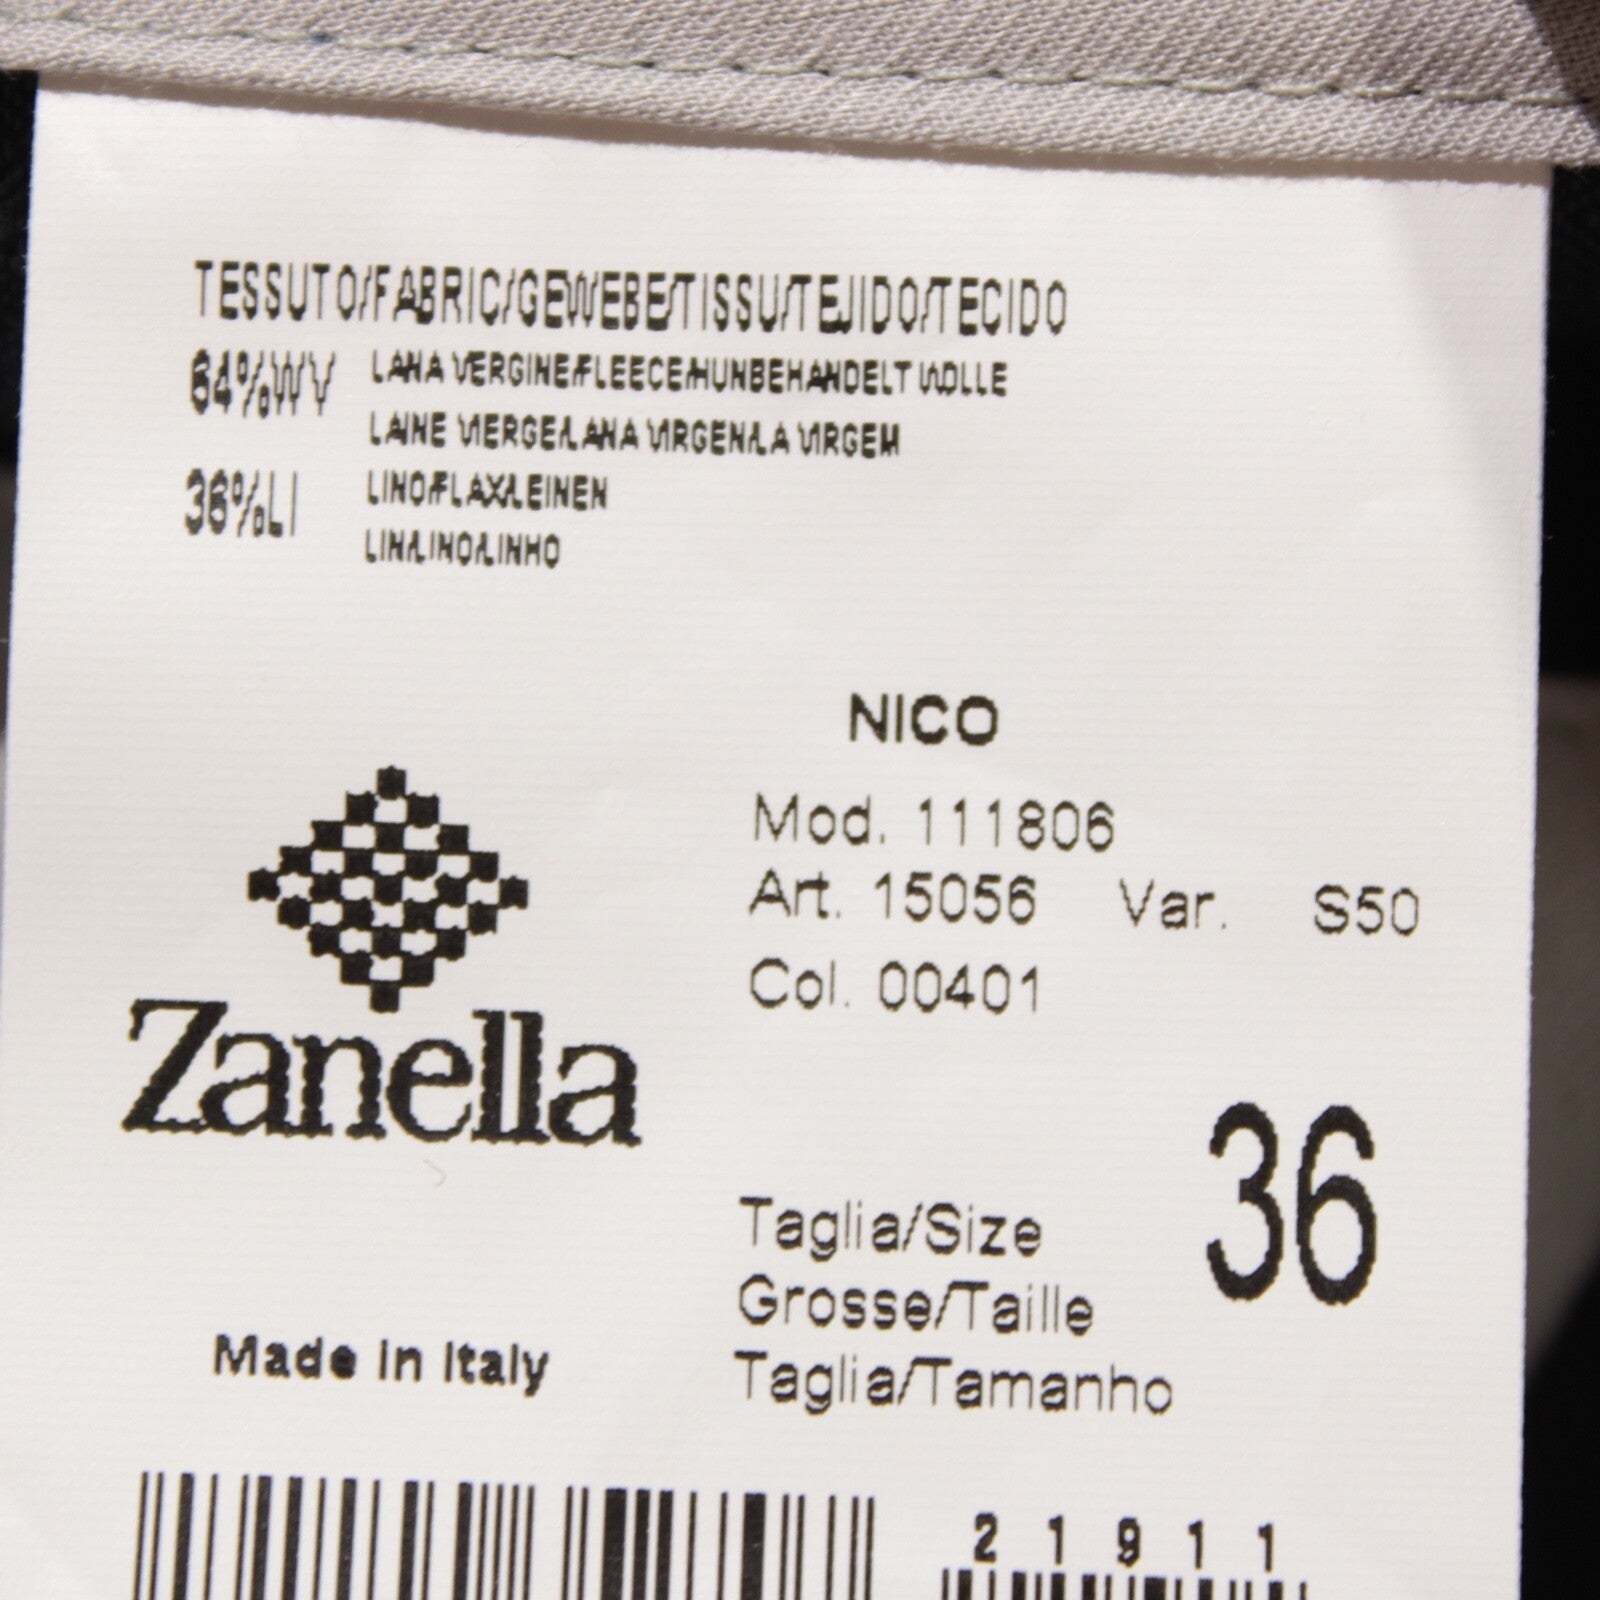 TESSUTO/FABRIC/GEWEBE/TISSU/TEJIDO/TECIDO
64%WV LANA VERGINE/FLEECE/HUNBEHANDELT WOLLE
LAINE VIERGE/LANA VIRGEN/LA VIRGEM
36%LI LINO/FLAX/LEINEN
LIN/LINO/LINHO
NICO
Mod. 111806
Art. 15056 Var. S50
Col. 00401
Zanella
36
Taglia/Size
Grosse/Taille
Taglia/Tamanho
Made in Italy
21911